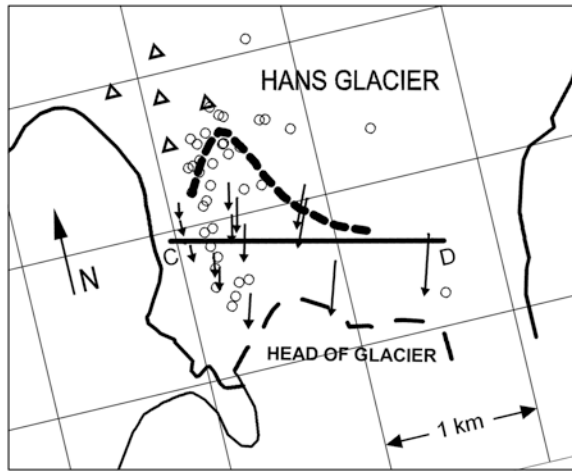 HANS GLACIER
C
D
N
HEAD OF GLACIER
1 km